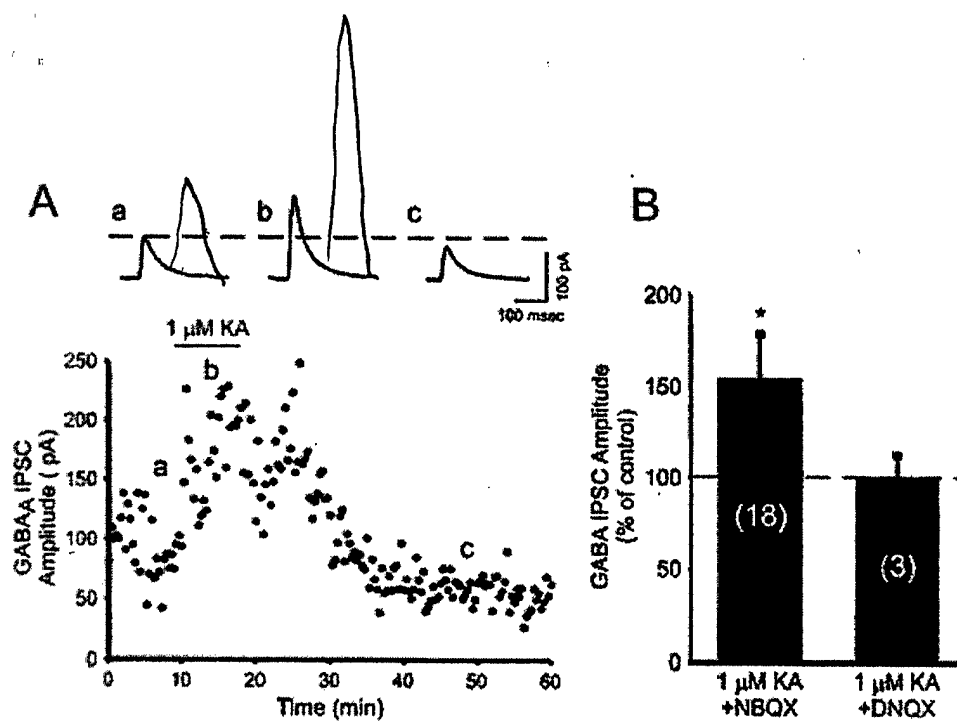 A
a
b
c
100 pA
100 msec
1 µM KA
250
200
150
100
50
0
a
b
c
GABAA IPSC
Amplitude ( pA)
0 10 20 30 40 50 60
Time (min)
B
200
150
100
50
0
GABA IPSC Amplitude
(% of control)
*
(18)
(3)
1 µM KA
+NBQX
1 µM KA
+DNQX